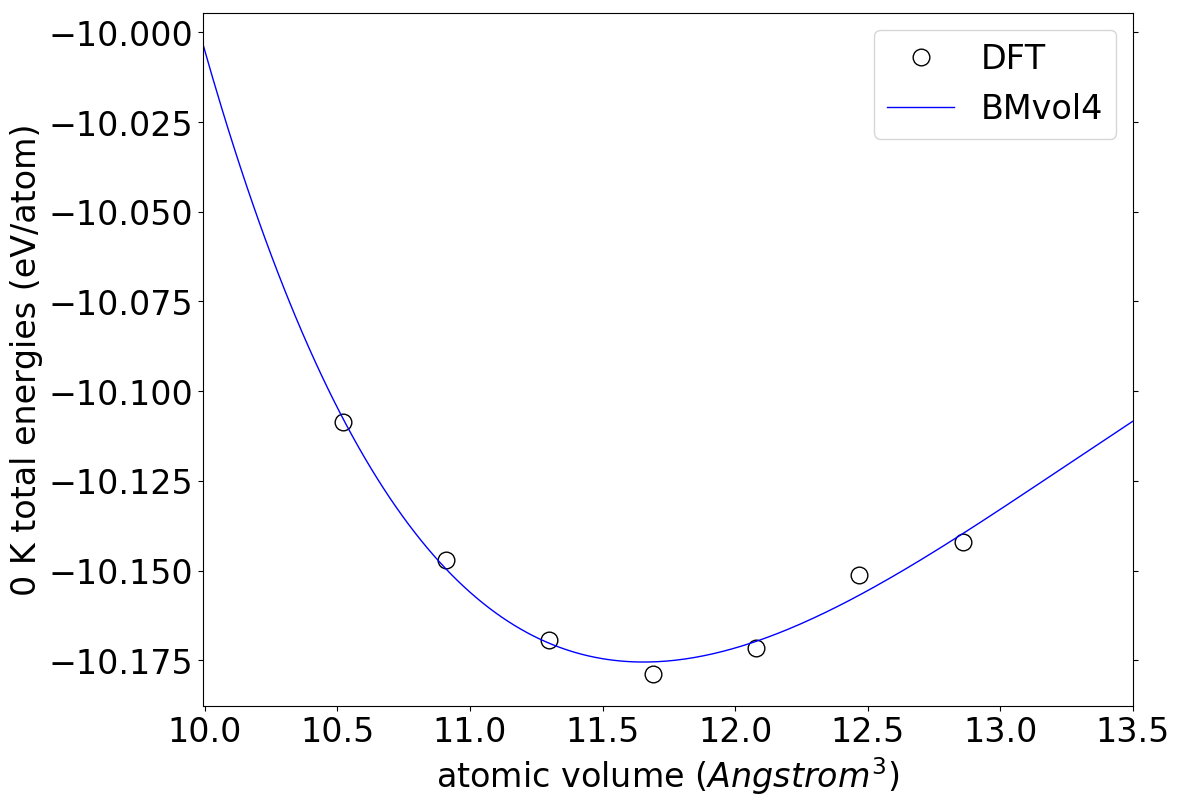 −10.000
−10.025
−10.050
−10.075
−10.100
−10.125
−10.150
−10.175
0 K total energies (eV/atom)
DFT
BMvol4
10.0 10.5 11.0 11.5 12.0 12.5 13.0 13.5
atomic volume (Angstrom³)